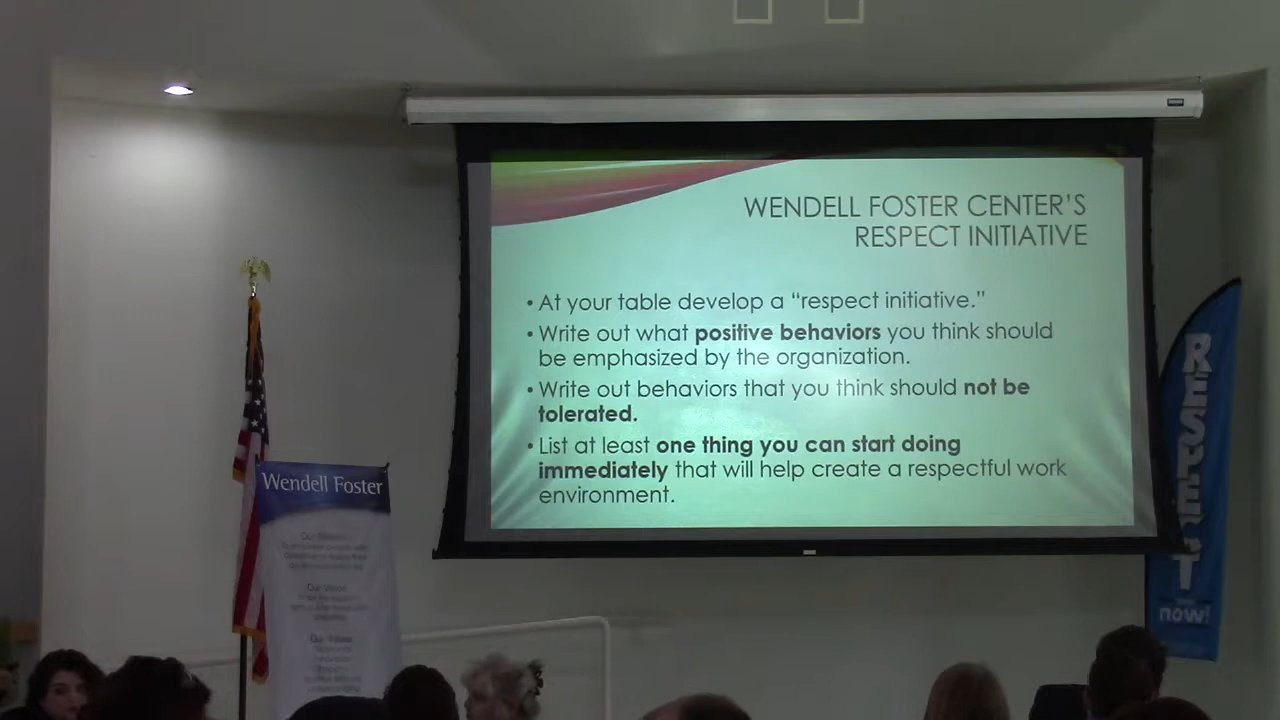 WENDELL FOSTER CENTER'S
RESPECT INITIATIVE
• At your table develop a “respect initiative.”
• Write out what positive behaviors you think should
be emphasized by the organization.
• Write out behaviors that you think should not be
tolerated.
• List at least one thing you can start doing
immediately that will help create a respectful work
environment.
Wendell Foster
Our Mission
Our Vision
Our Values
RESPECT
now!